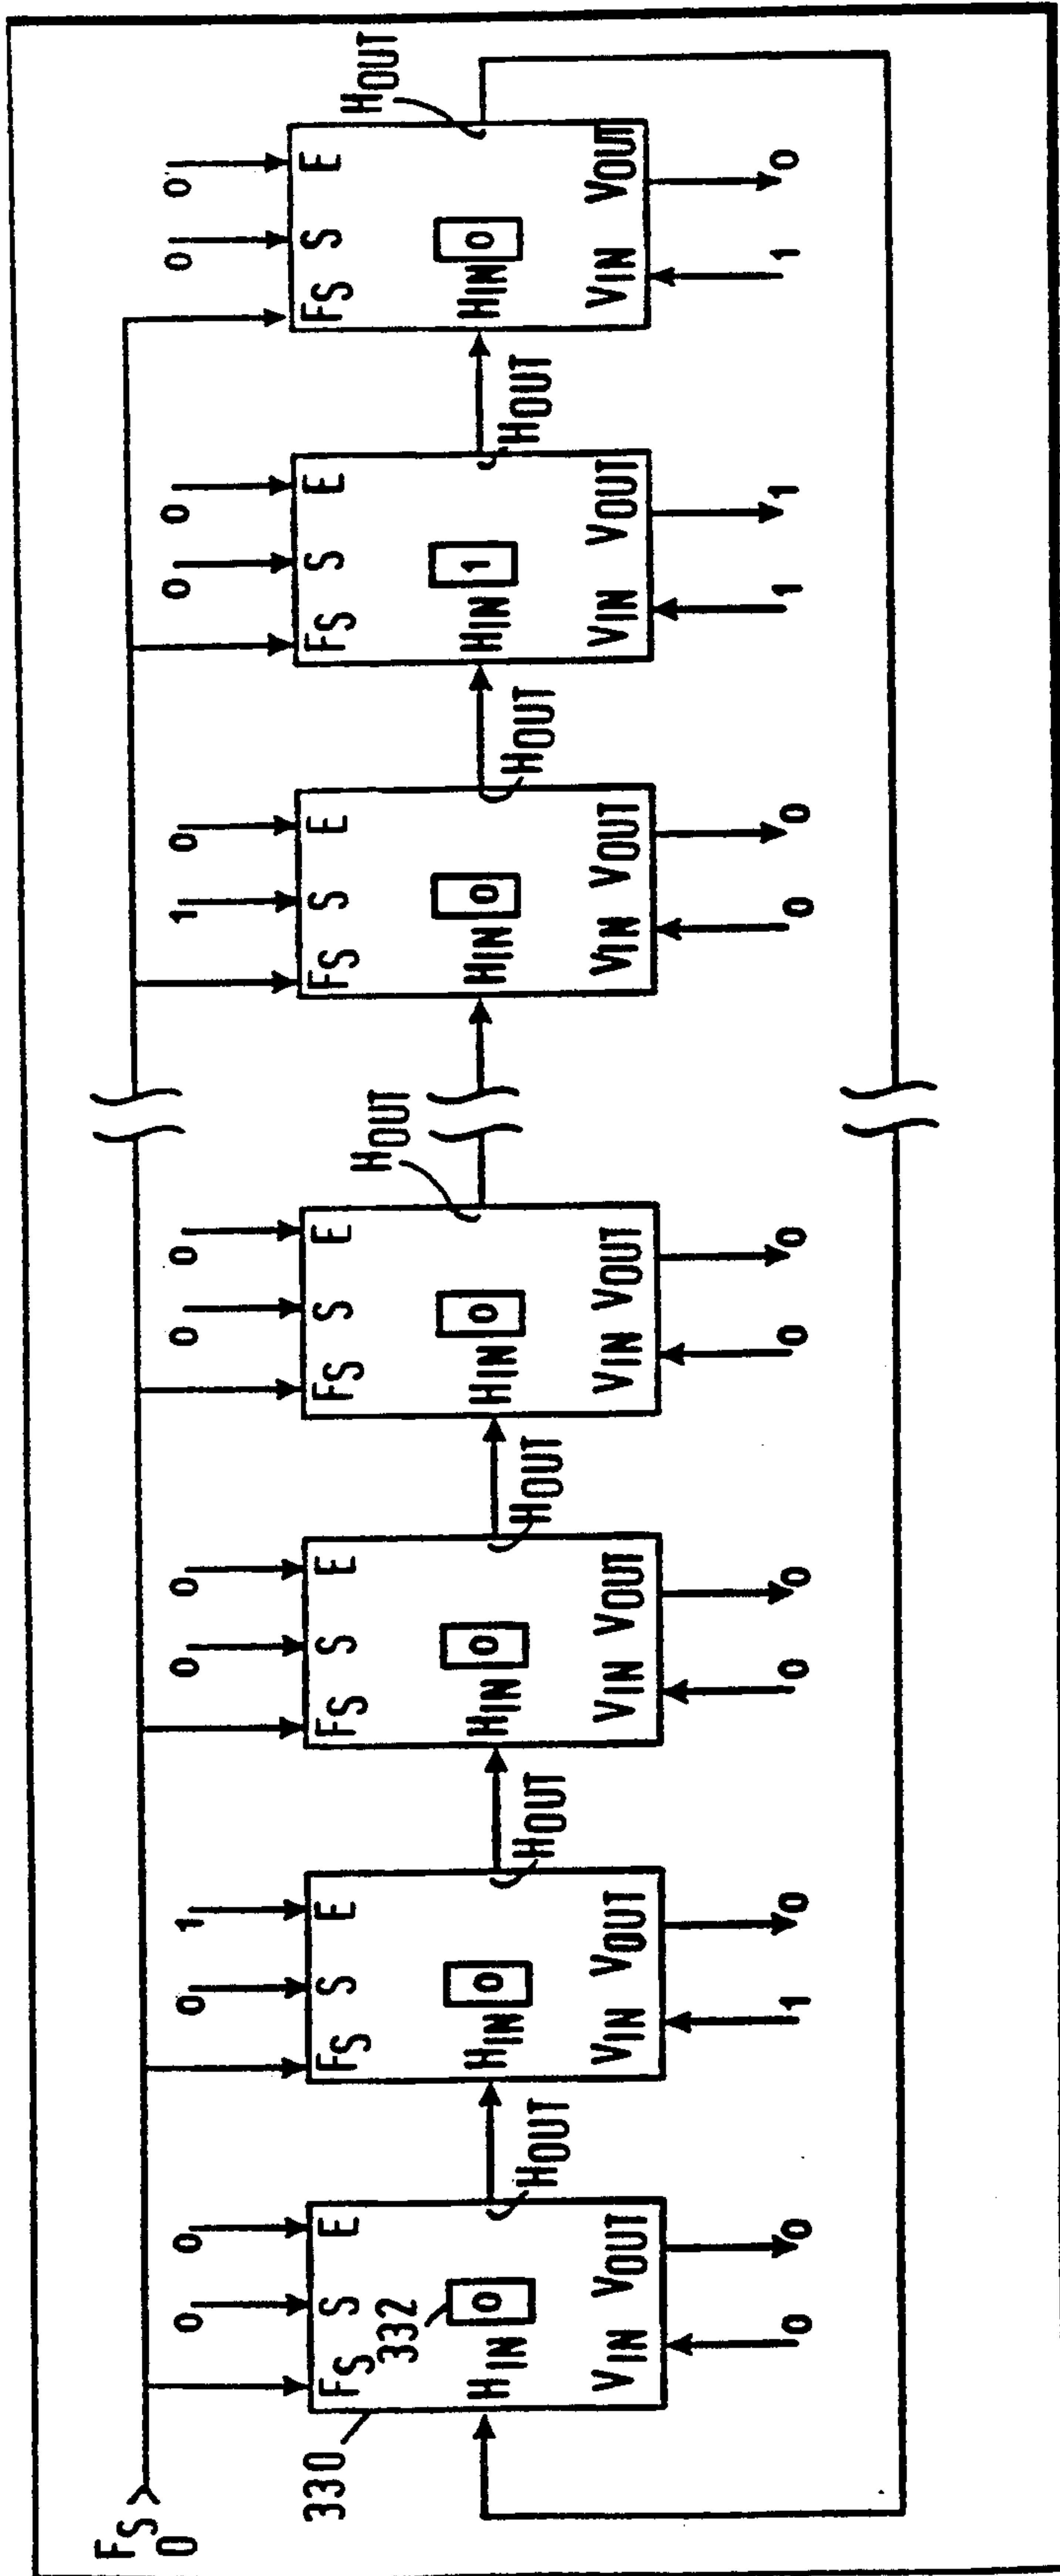 FS
0
0 0 0 1 0 0 0 0 1 0 0 0 0 0
FS S E FS S E FS S E FS S E FS S E FS S E FS S E
330
332
HOUT HOUT HOUT HOUT HOUT HOUT HOUT
HIN 0 HIN 0 HIN 0 HIN 0 HIN 0 HIN 1 HIN 0
VIN VOUT VIN VOUT VIN VOUT VIN VOUT VIN VOUT VIN VOUT VIN VOUT
0 0 1 0 0 0 0 0 0 0 1 1 1 0